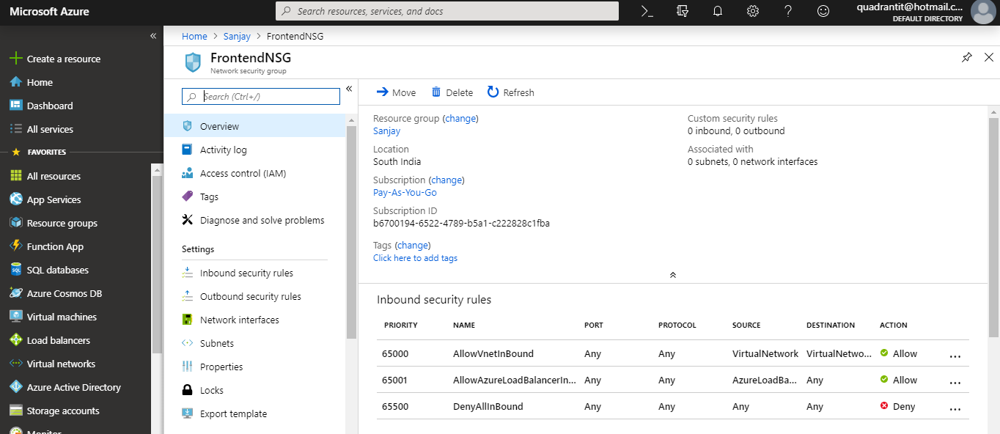 Microsoft Azure
Search resources, services, and docs
quadrantit@hotmail.c...
DEFAULT DIRECTORY
Create a resource
Home
Dashboard
All services
FAVORITES
All resources
App Services
Resource groups
Function App
SQL databases
Azure Cosmos DB
Virtual machines
Load balancers
Virtual networks
Azure Active Directory
Storage accounts
Monitor
Home > Sanjay > FrontendNSG
FrontendNSG
Network security group
Search (Ctrl+/)
Overview
Activity log
Access control (IAM)
Tags
Diagnose and solve problems
Settings
Inbound security rules
Outbound security rules
Network interfaces
Subnets
Properties
Locks
Export template
Move Delete Refresh
Resource group (change)
Sanjay
Location
South India
Subscription (change)
Pay-As-You-Go
Subscription ID
b6700194-6522-4789-b5a1-c222828c1fba
Tags (change)
Click here to add tags
Custom security rules
0 inbound, 0 outbound
Associated with
0 subnets, 0 network interfaces
Inbound security rules
PRIORITY NAME PORT PROTOCOL SOURCE DESTINATION ACTION
65000 AllowVnetInBound Any Any VirtualNetwork VirtualNetwo... Allow ...
65001 AllowAzureLoadBalancerIn... Any Any AzureLoadBa... Any Allow ...
65500 DenyAllInBound Any Any Any Any Deny ...